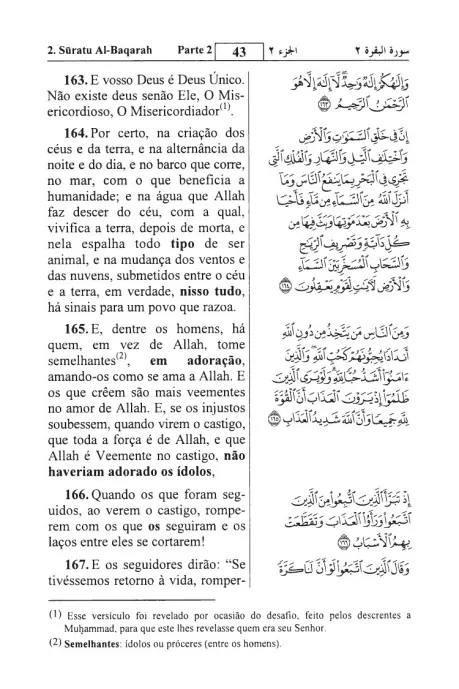 2. Sūratu Al-Baqarah Parte 2 43 الجزء ٢ سورة البقرة ٢
163. E vosso Deus é Deus Único.
Não existe deus senão Ele, O Mis-
ericordioso, O Misericordiador(1).
164. Por certo, na criação dos
céus e da terra, e na alternância da
noite e do dia, e no barco que corre,
no mar, com o que beneficia a
humanidade; e na água que Allah
faz descer do céu, com a qual,
vivifica a terra, depois de morta, e
nela espalha todo tipo de ser
animal, e na mudança dos ventos e
das nuvens, submetidos entre o céu
e a terra, em verdade, nisso tudo,
há sinais para um povo que razoa.
165. E, dentre os homens, há
quem, em vez de Allah, tome
semelhantes(2), em adoração,
amando-os como se ama a Allah. E
os que crêem são mais veementes
no amor de Allah. E, se os injustos
soubessem, quando virem o castigo,
que toda a força é de Allah, e que
Allah é Veemente no castigo, não
haveriam adorado os ídolos,
166. Quando os que foram seg-
uidos, ao verem o castigo, rompe-
rem com os que os seguiram e os
laços entre eles se cortarem!
167. E os seguidores dirão: “Se
tivéssemos retorno à vida, romper-
وَإِلَٰهُكُمْ إِلَٰهٌ وَٰحِدٌ لَّآ إِلَٰهَ إِلَّا هُوَ
ٱلرَّحْمَٰنُ ٱلرَّحِيمُ ١٦٣
إِنَّ فِى خَلْقِ ٱلسَّمَٰوَٰتِ وَٱلْأَرْضِ
وَٱخْتِلَٰفِ ٱلَّيْلِ وَٱلنَّهَارِ وَٱلْفُلْكِ ٱلَّتِى
تَجْرِى فِى ٱلْبَحْرِ بِمَا يَنفَعُ ٱلنَّاسَ وَمَآ
أَنزَلَ ٱللَّهُ مِنَ ٱلسَّمَآءِ مِن مَّآءٍ فَأَحْيَا
بِهِ ٱلْأَرْضَ بَعْدَ مَوْتِهَا وَبَثَّ فِيهَا مِن
كُلِّ دَآبَّةٍ وَتَصْرِيفِ ٱلرِّيَٰحِ
وَٱلسَّحَابِ ٱلْمُسَخَّرِ بَيْنَ ٱلسَّمَآءِ
وَٱلْأَرْضِ لَءَايَٰتٍ لِّقَوْمٍ يَعْقِلُونَ ١٦٤
وَمِنَ ٱلنَّاسِ مَن يَتَّخِذُ مِن دُونِ ٱللَّهِ
أَندَادًا يُحِبُّونَهُمْ كَحُبِّ ٱللَّهِ وَٱلَّذِينَ
ءَامَنُوٓا۟ أَشَدُّ حُبًّا لِّلَّهِ وَلَوْ يَرَى ٱلَّذِينَ
ظَلَمُوٓا۟ إِذْ يَرَوْنَ ٱلْعَذَابَ أَنَّ ٱلْقُوَّةَ
لِلَّهِ جَمِيعًا وَأَنَّ ٱللَّهَ شَدِيدُ ٱلْعَذَابِ ١٦٥
إِذْ تَبَرَّأَ ٱلَّذِينَ ٱتُّبِعُوا۟ مِنَ ٱلَّذِينَ
ٱتَّبَعُوا۟ وَرَأَوُا۟ ٱلْعَذَابَ وَتَقَطَّعَتْ
بِهِمُ ٱلْأَسْبَابُ ١٦٦
وَقَالَ ٱلَّذِينَ ٱتَّبَعُوا۟ لَوْ أَنَّ لَنَا كَرَّةً
(1) Esse versículo foi revelado por ocasião do desafio, feito pelos descrentes a
Muḥammad, para que este lhes revelasse quem era seu Senhor.
(2) Semelhantes: ídolos ou próceres (entre os homens).